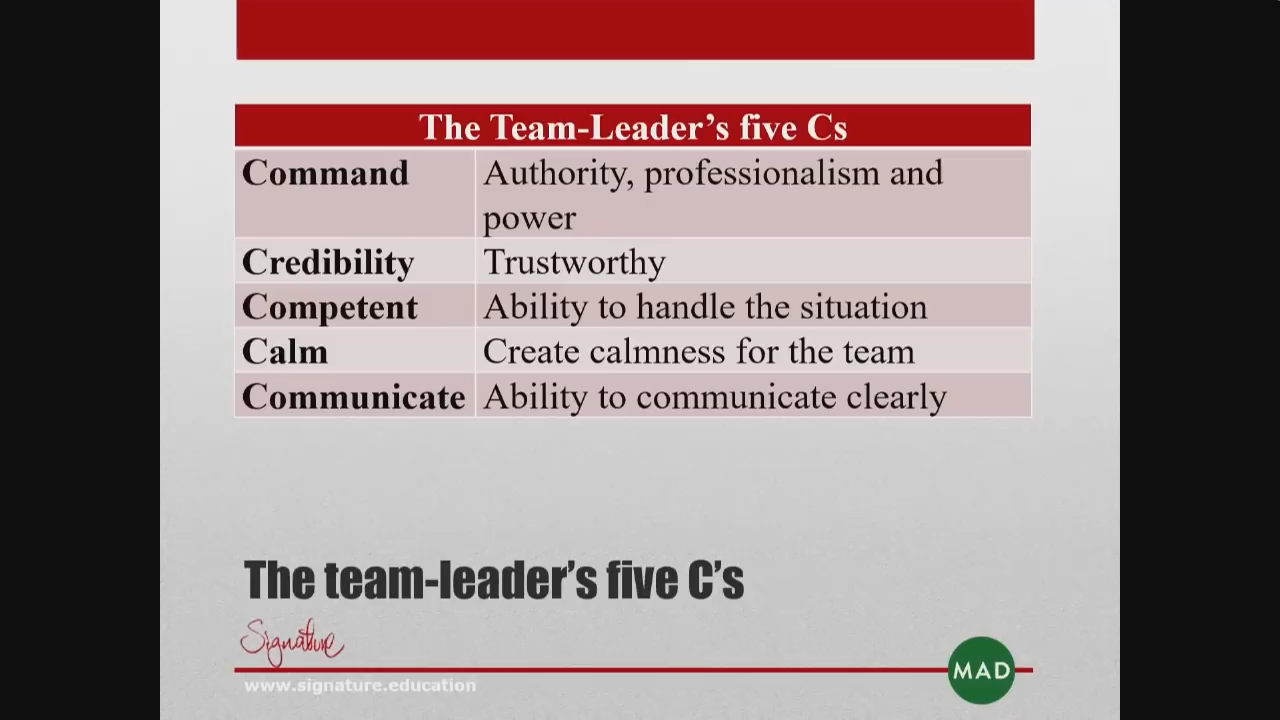 The Team-Leader’s five Cs
Command Authority, professionalism and
power
Credibility Trustworthy
Competent Ability to handle the situation
Calm Create calmness for the team
Communicate Ability to communicate clearly
The team-leader’s five C’s
Signature
www.signature.education
MAD